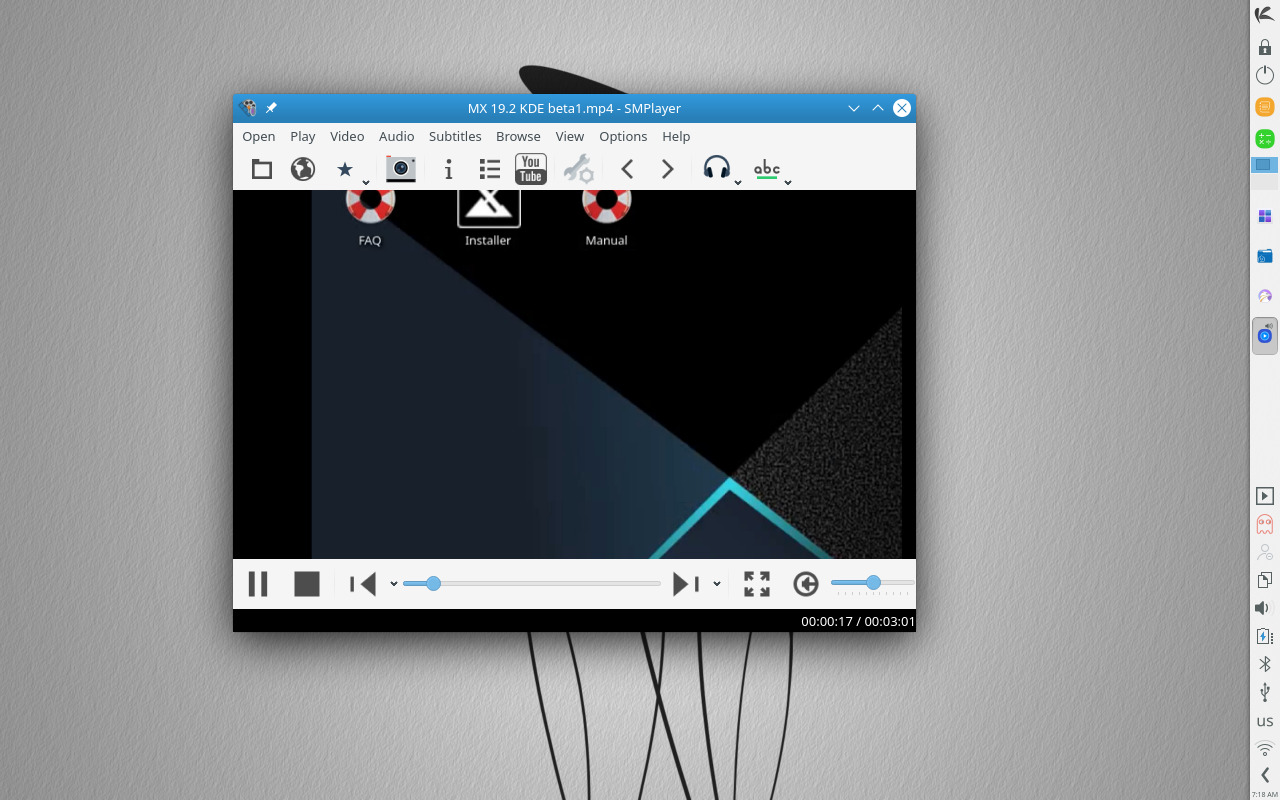 MX 19.2 KDE beta1.mp4 - SMPlayer
Open Play Video Audio Subtitles Browse View Options Help
You
Tube
abc
FAQ Installer Manual
00:00:17 / 00:03:01
US
7:18 AM